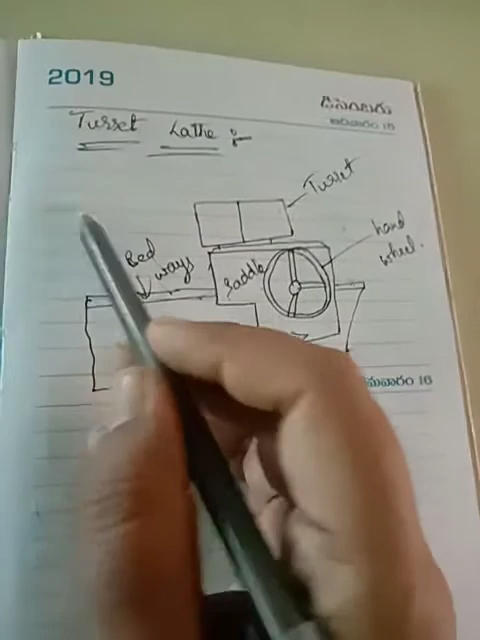 2019
డిసెంబరు
ఆదివారం 15
Turret Lathe :-
Turret
hand
wheel.
Bed
ways
Saddle
మవారం 16